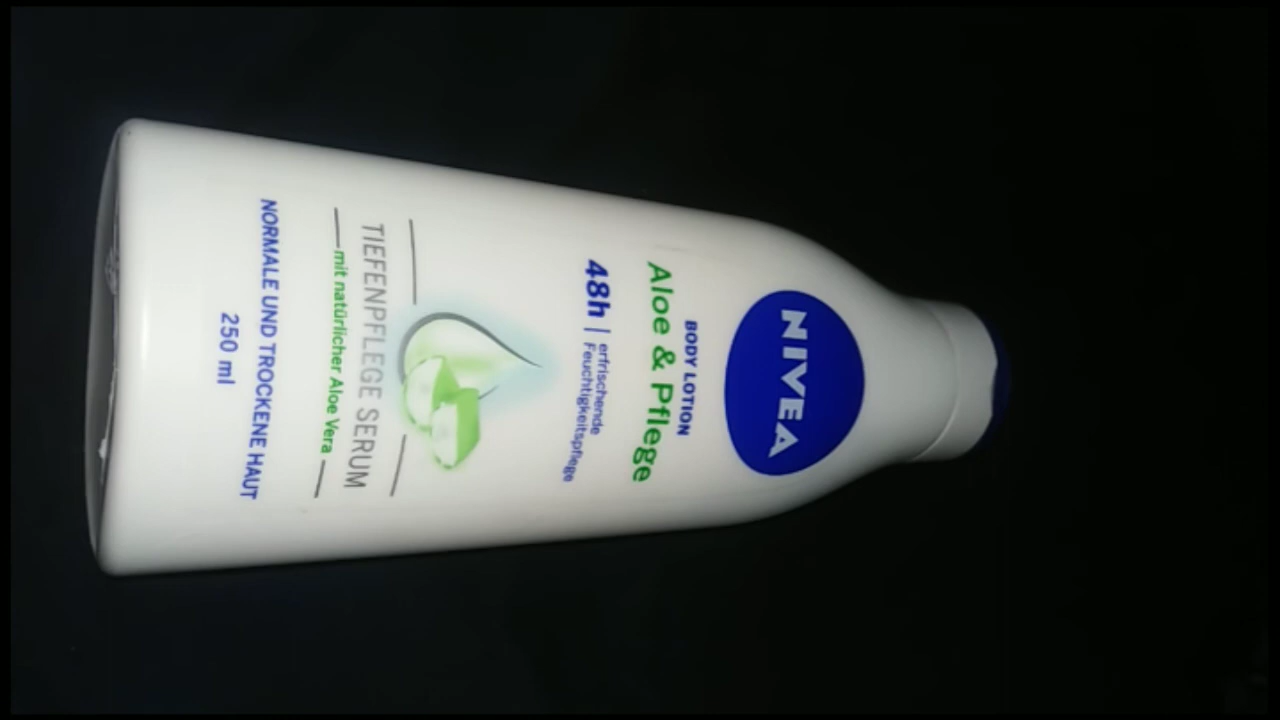 NIVEA
BODY LOTION
Aloe & Pflege
48h | erfrischende
Feuchtigkeitspflege
TIEFENPFLEGE SERUM
mit natürlicher Aloe Vera
NORMALE UND TROCKENE HAUT
250 ml